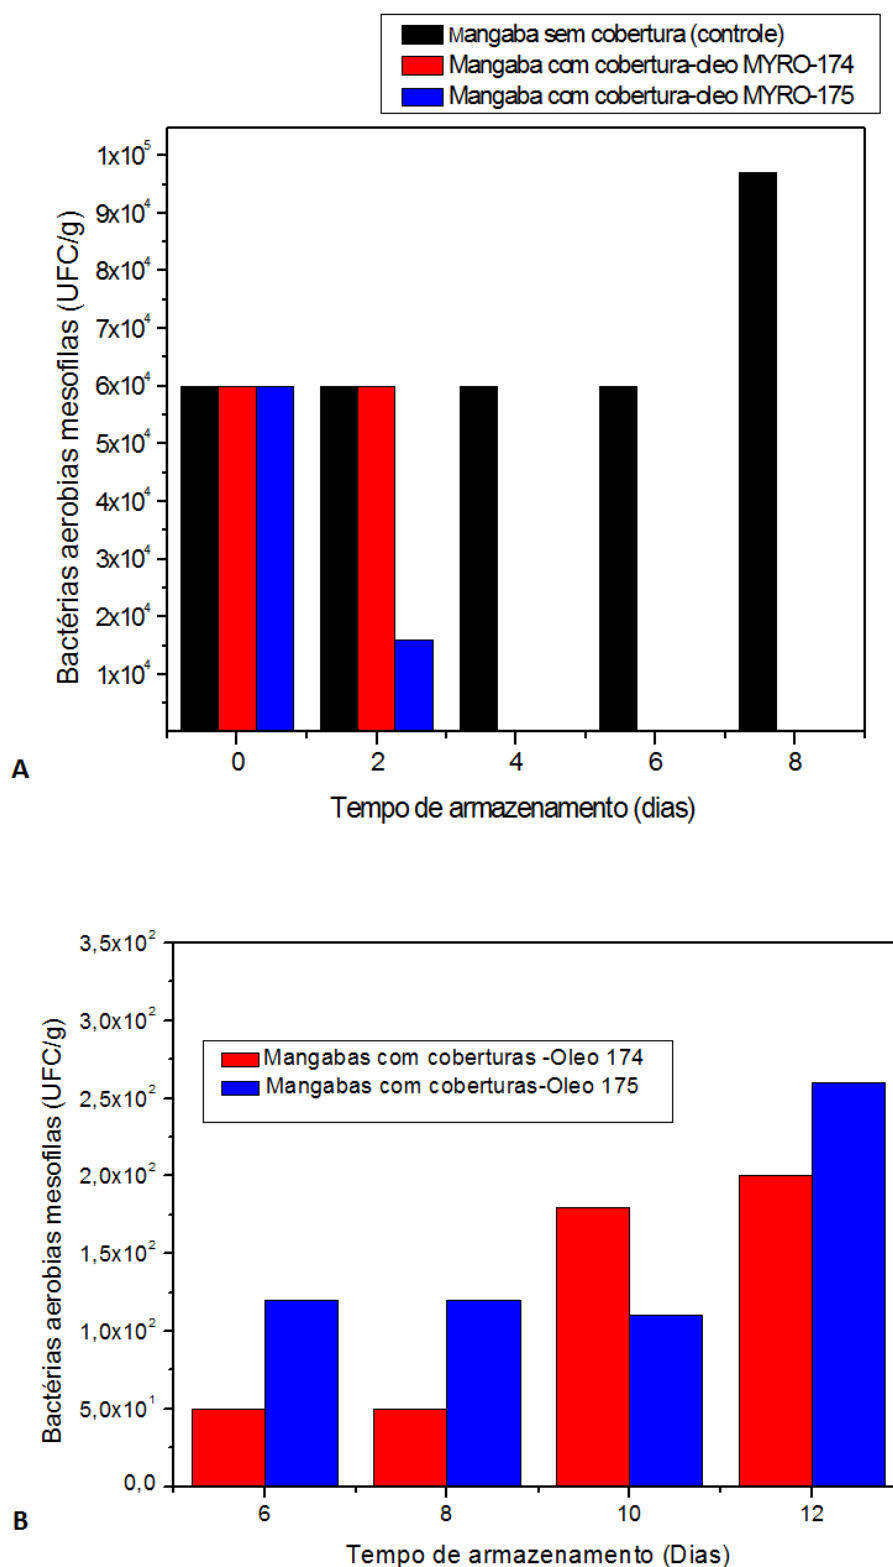 Mangaba sem cobertura (controle)
Mangaba com cobertura-oleo MYRO-174
Mangaba com cobertura-oleo MYRO-175
Bactérias aerobias mesofilas (UFC/g)
1x10⁵
9x10⁴
8x10⁴
7x10⁴
6x10⁴
5x10⁴
4x10⁴
3x10⁴
2x10⁴
1x10⁴
0 2 4 6 8
A
Tempo de armazenamento (dias)
Bactérias aerobias mesofilas (UFC/g)
3,5x10²
3,0x10²
2,5x10²
2,0x10²
1,5x10²
1,0x10²
5,0x10¹
0,0
Mangabas com coberturas -Oleo 174
Mangabas com coberturas-Oleo 175
6 8 10 12
B
Tempo de armazenamento (Dias)